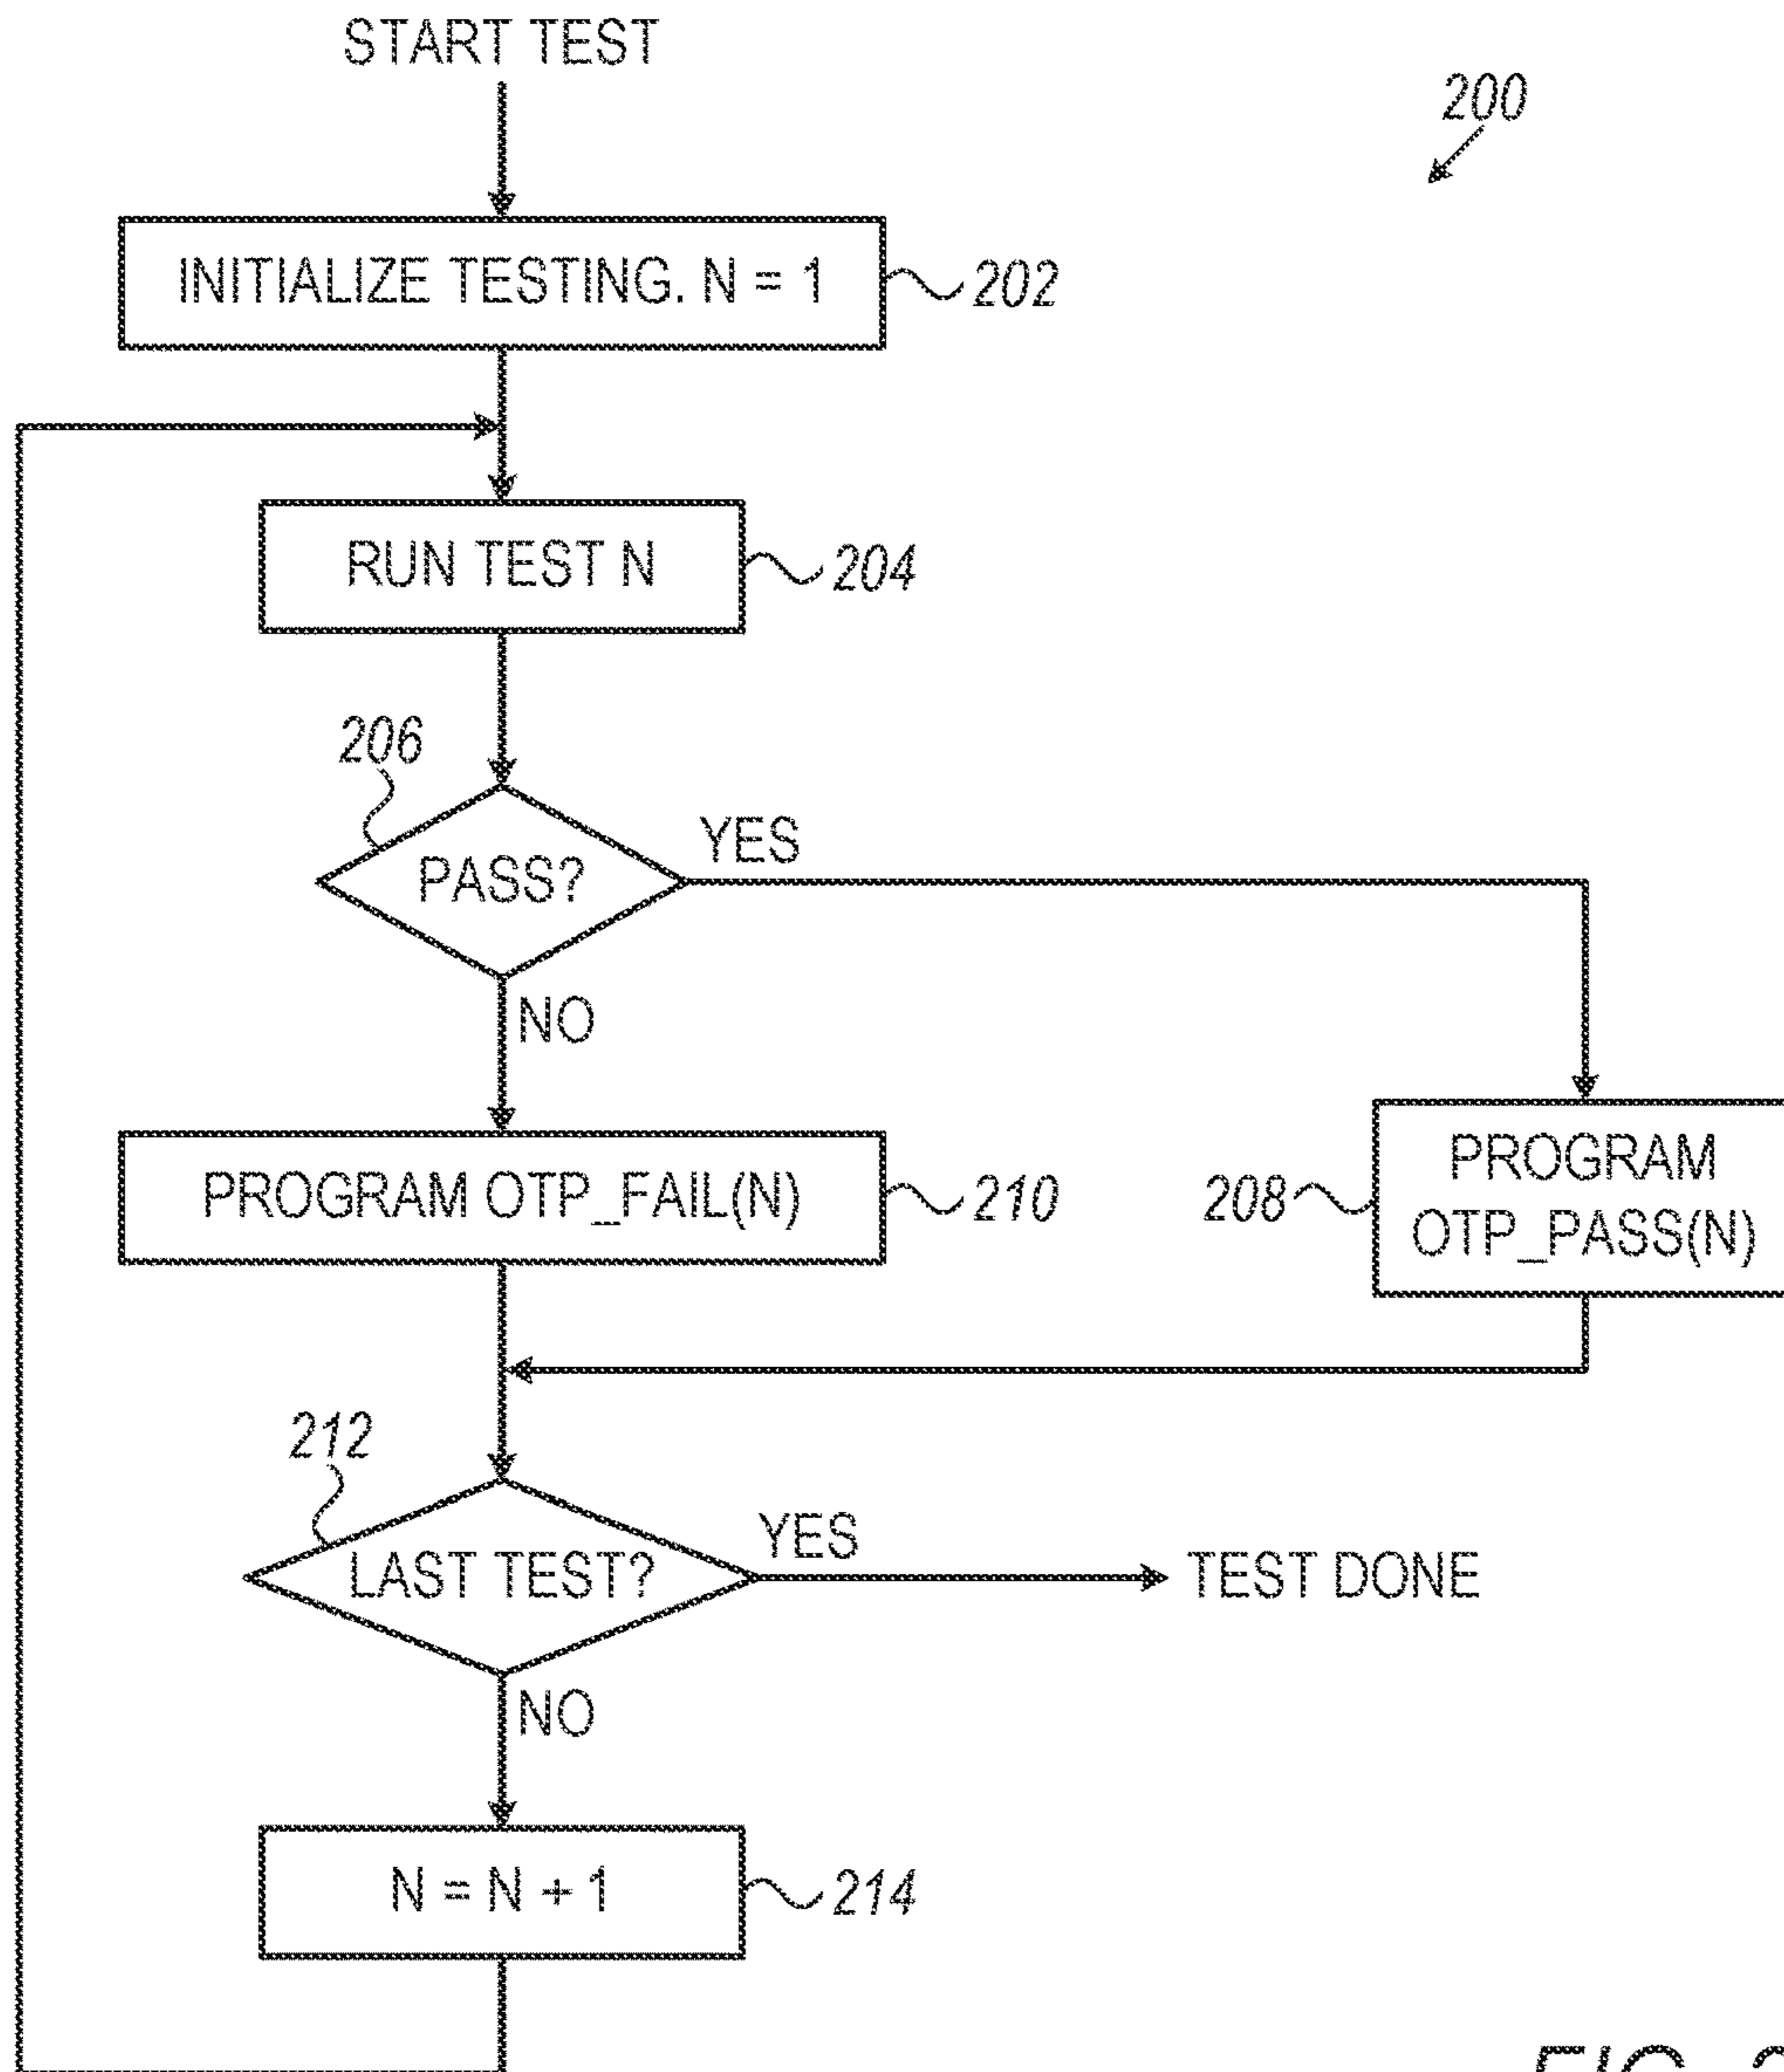 START TEST
200
INITIALIZE TESTING. N = 1
202
RUN TEST N
204
206
PASS?
YES
NO
PROGRAM OTP_FAIL(N)
210
208
PROGRAM
OTP_PASS(N)
212
LAST TEST?
YES
TEST DONE
NO
N = N + 1
214
FIG.